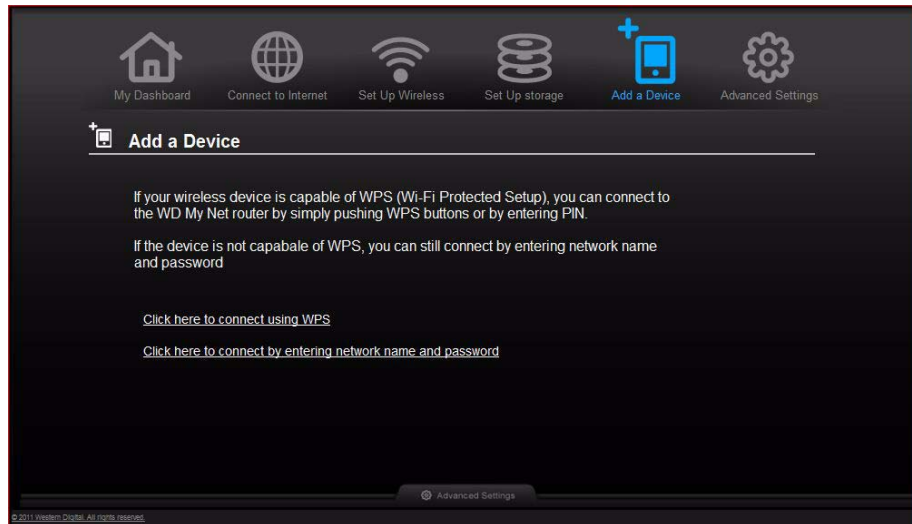 My Dashboard
Connect to Internet
Set Up Wireless
Set Up storage
Add a Device
Advanced Settings
Add a Device
If your wireless device is capable of WPS (Wi-Fi Protected Setup), you can connect to
the WD My Net router by simply pushing WPS buttons or by entering PIN.
If the device is not capabale of WPS, you can still connect by entering network name
and password
Click here to connect using WPS
Click here to connect by entering network name and password
Advanced Settings
© 2011 Western Digital. All rights reserved.